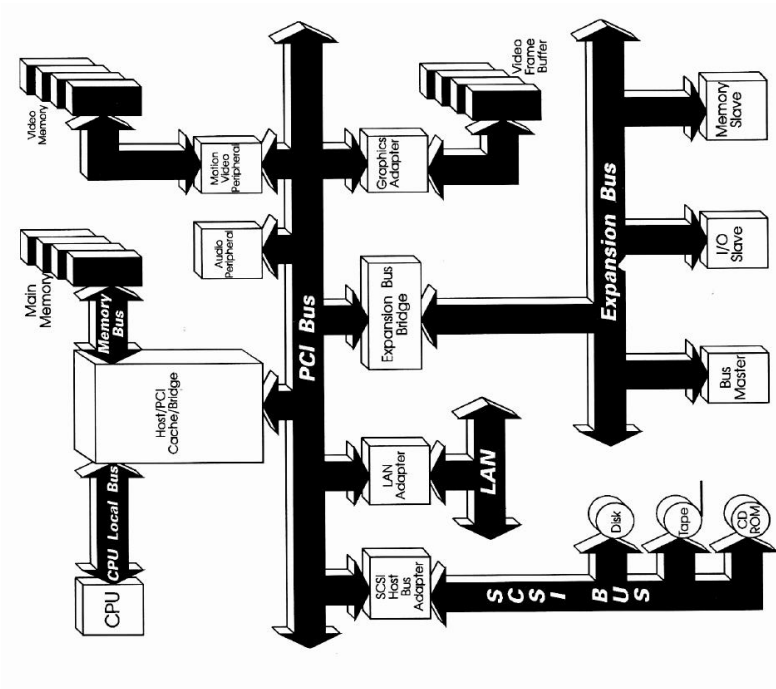 CPU
CPU Local Bus
Host/PCI
Cache/Bridge
Memory
Bus
Main
Memory
Video
Memory
Audio
Peripheral
Motion
Video
Peripheral
PCI Bus
SCSI
Host
Bus
Adapter
LAN
Adapter
Expansion Bus
Bridge
Graphics
Adapter
Video
Frame
Buffer
LAN
SCSI BUS
Disk
Tape
CD
ROM
Expansion Bus
Bus
Master
I/O
Slave
Memory
Slave